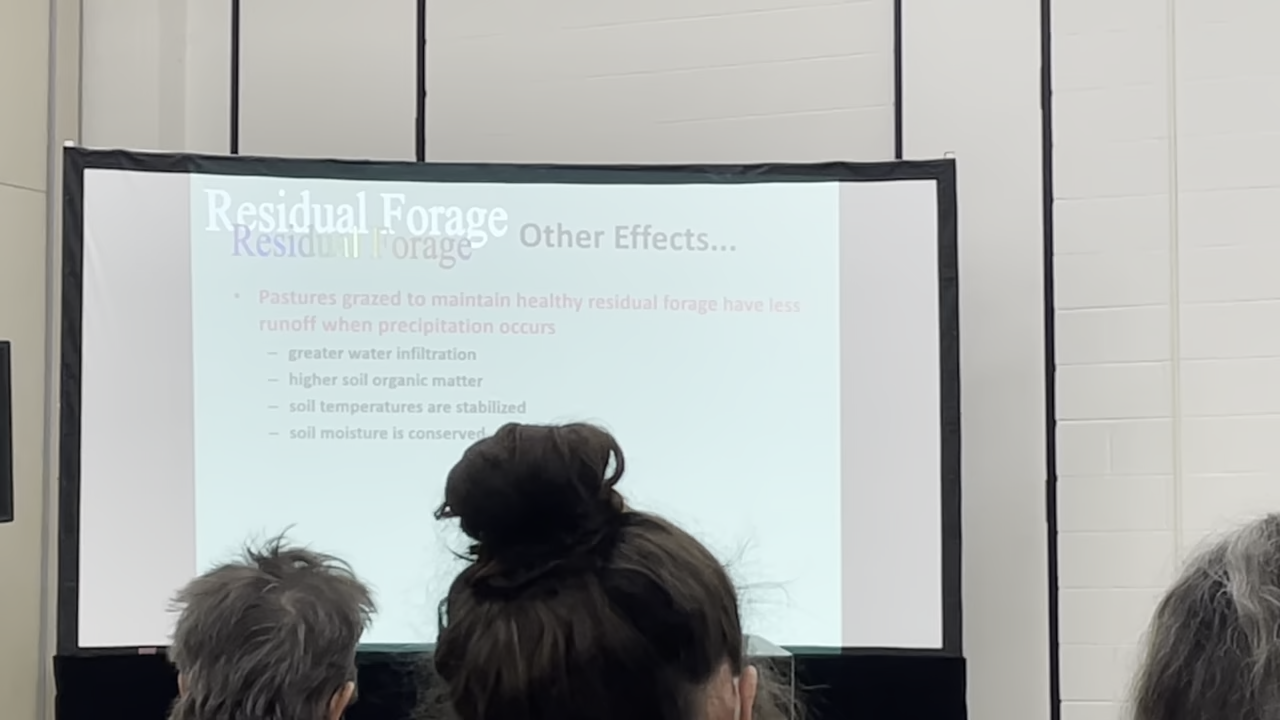 Residual Forage
Residual Forage
Other Effects...
• Pastures grazed to maintain healthy residual forage have less
runoff when precipitation occurs
– greater water infiltration
– higher soil organic matter
– soil temperatures are stabilized
– soil moisture is conserved